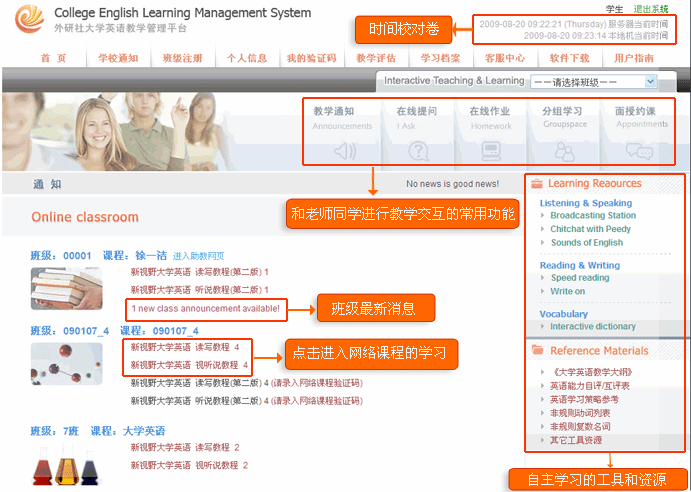 College English Learning Management System
外研社大学英语教学管理平台
时间校对卷
学生 退出系统
2009-08-20 09:22:21 (Thursday) 服务器当前时间
2009-08-20 09:23:14 本地机当前时间
首 页 学校通知 班级注册 个人信息 我的验证码 教学评估 学习档案 客服中心 软件下载 用户指南
Interactive Teaching & Learning ——请选择班级——
教学通知 在线提问 在线作业 分组学习 面授约课
Announcements I Ask Homework Groupspace Appointments
通 知
No news is good news!
和老师同学进行教学交互的常用功能
Online classroom
班级：00001 课程：徐一洁 进入助教网页
新视野大学英语 读写教程(第二版) 1
新视野大学英语 听说教程(第二版) 1
1 new class announcement available!
班级最新消息
班级：090107_4 课程：090107_4
新视野大学英语 读写教程 4
新视野大学英语 视听说教程 4
点击进入网络课程的学习
新视野大学英语 读写教程(第二版) 4 (请录入网络课程验证码)
新视野大学英语 听说教程(第二版) 4 (请录入网络课程验证码)
班级：7班 课程：大学英语
新视野大学英语 读写教程 2
新视野大学英语 视听说教程 2
Learning Reaources
Listening & Speaking
Broadcasting Station
Chitchat with Peedy
Sounds of English
Reading & Writing
Speed reading
Write on
Vocabulary
Interactive dictionary
Reference Materials
《大学英语教学大纲》
英语能力自评/互评表
英语学习策略参考
非规则动词列表
非规则复数名词
其它工具资源
自主学习的工具和资源